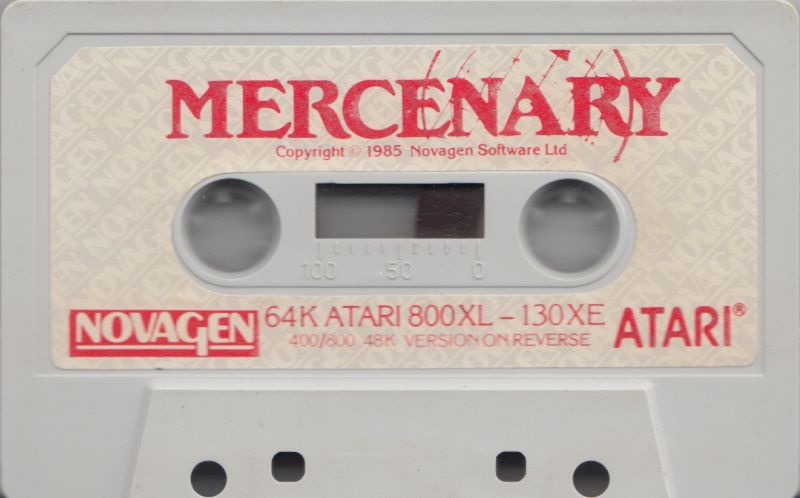 MERCENARY
Copyright © 1985 Novagen Software Ltd
100 50 0
NOVAGEN
64K ATARI 800XL – 130XE
400/800 48K VERSION ON REVERSE
ATARI®